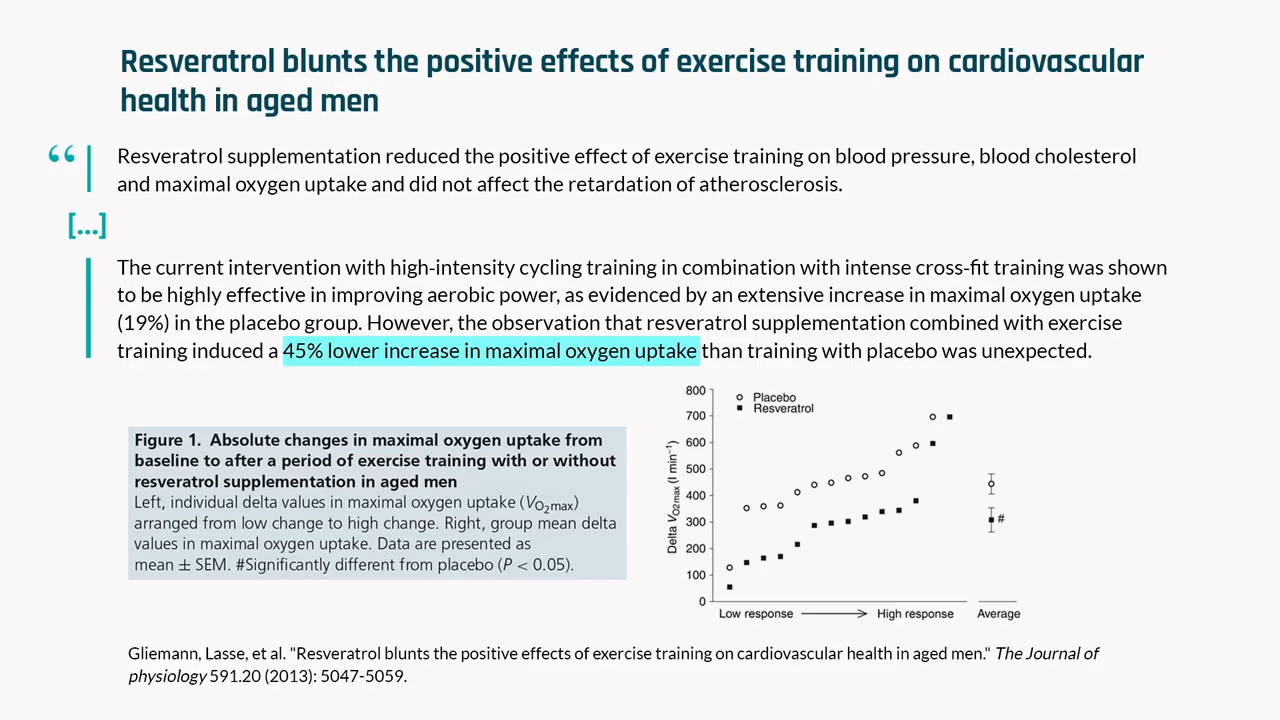 Resveratrol blunts the positive effects of exercise training on cardiovascular
health in aged men
“
Resveratrol supplementation reduced the positive effect of exercise training on blood pressure, blood cholesterol
and maximal oxygen uptake and did not affect the retardation of atherosclerosis.
[...]
The current intervention with high-intensity cycling training in combination with intense cross-fit training was shown
to be highly effective in improving aerobic power, as evidenced by an extensive increase in maximal oxygen uptake
(19%) in the placebo group. However, the observation that resveratrol supplementation combined with exercise
training induced a 45% lower increase in maximal oxygen uptake than training with placebo was unexpected.
Figure 1. Absolute changes in maximal oxygen uptake from
baseline to after a period of exercise training with or without
resveratrol supplementation in aged men
Left, individual delta values in maximal oxygen uptake (V̇O2max)
arranged from low change to high change. Right, group mean delta
values in maximal oxygen uptake. Data are presented as
mean ± SEM. #Significantly different from placebo (P < 0.05).
800
700
600
500
400
300
200
100
0
Delta V̇O2max (l min−1)
Placebo
Resveratrol
#
Low response
High response
Average
Gliemann, Lasse, et al. "Resveratrol blunts the positive effects of exercise training on cardiovascular health in aged men." The Journal of
physiology 591.20 (2013): 5047-5059.